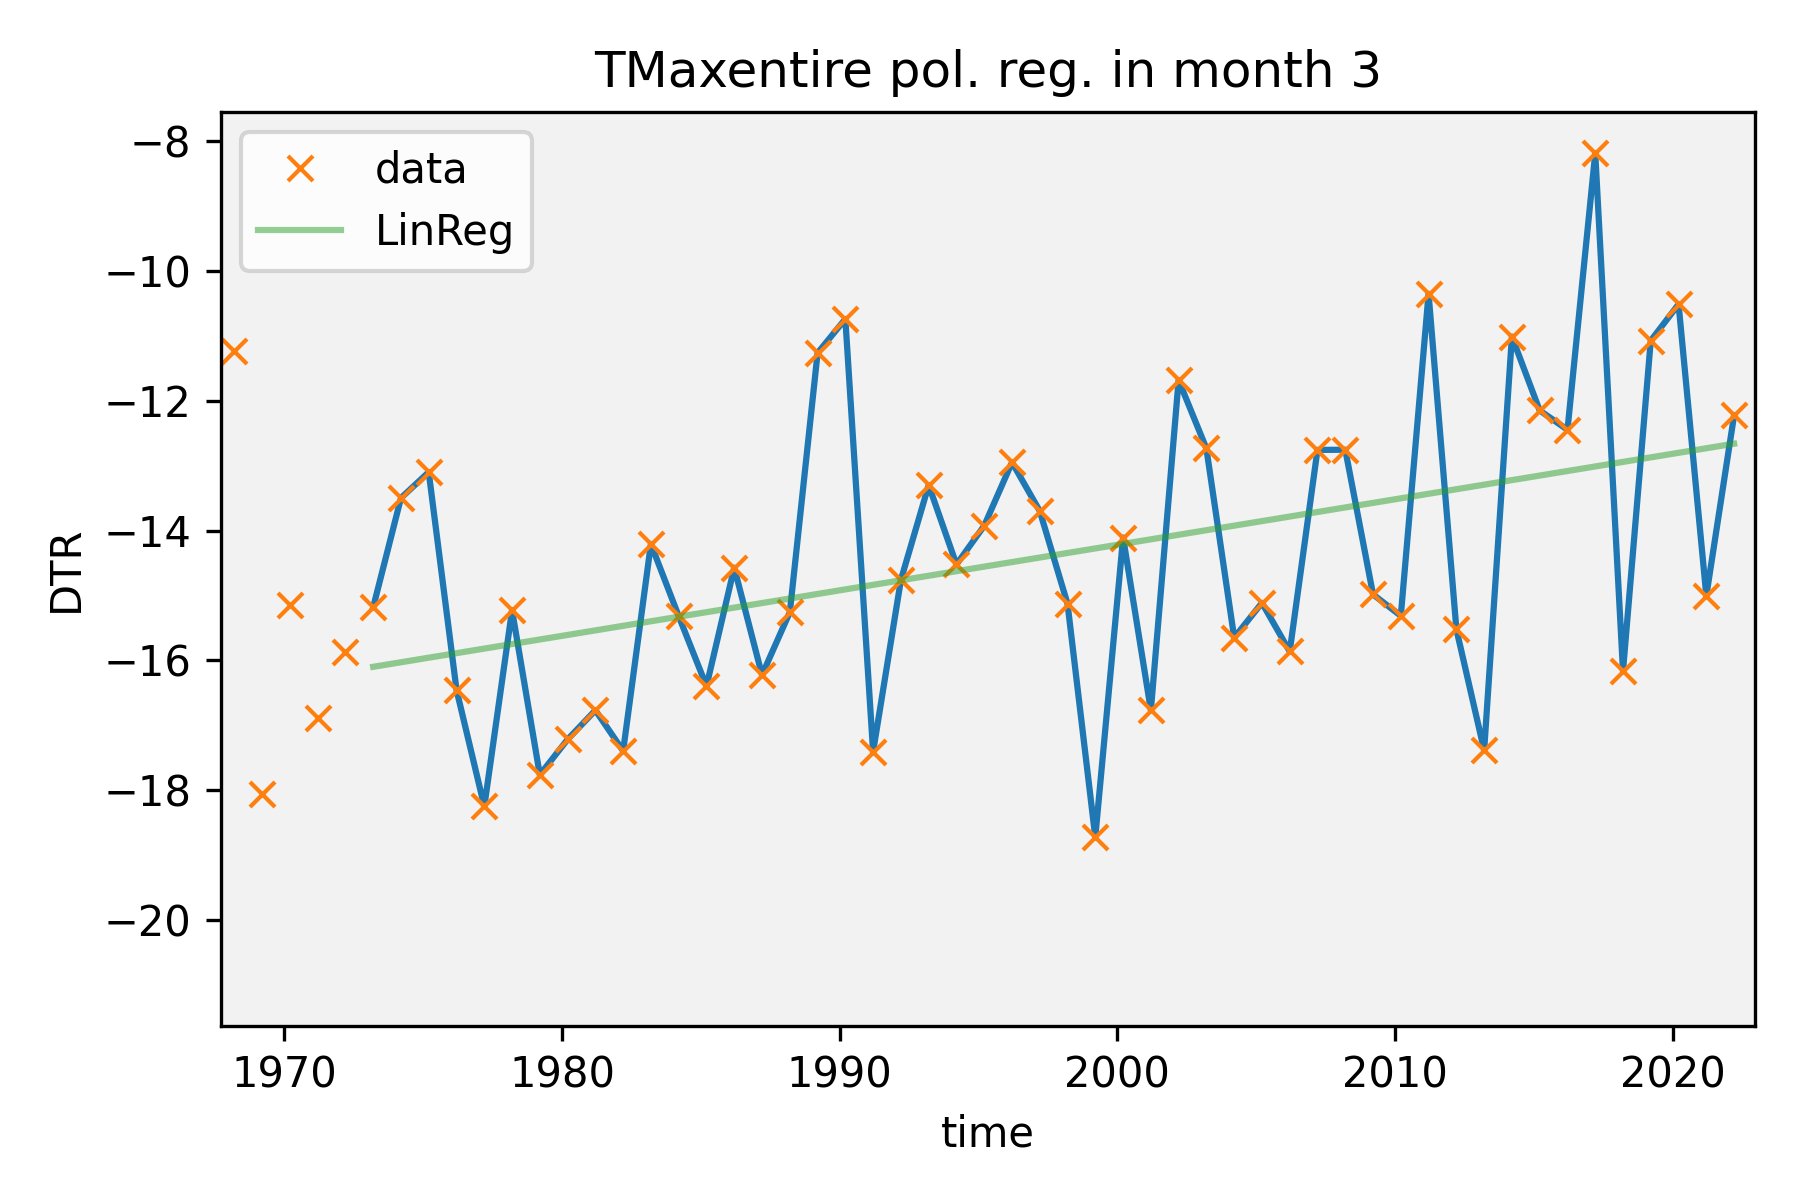 TMaxentire pol. reg. in month 3
data
LinReg
DTR
−8
−10
−12
−14
−16
−18
−20
1970 1980 1990 2000 2010 2020
time